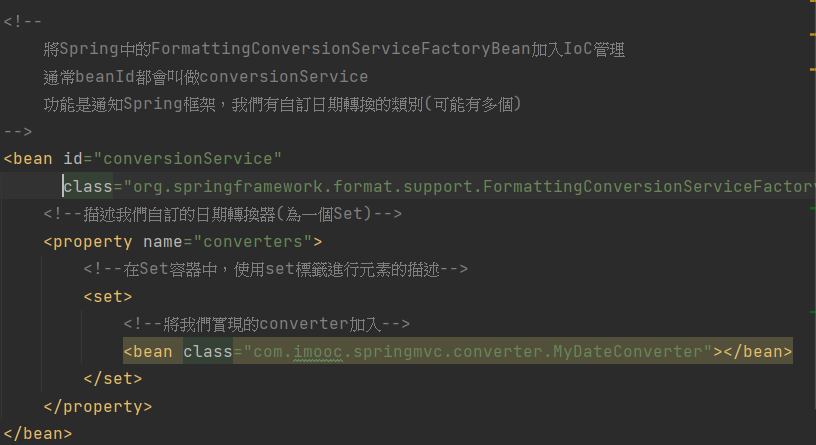 <!--
將Spring中的FormattingConversionServiceFactoryBean加入IoC管理
通常beanId都會叫做conversionService
功能是通知Spring框架，我們有自訂日期轉換的類別(可能有多個)
-->
<bean id="conversionService"
class="org.springframework.format.support.FormattingConversionServiceFactory
<!--描述我們自訂的日期轉換器(為一個Set)-->
<property name="converters">
<!--在Set容器中，使用set標籤進行元素的描述-->
<set>
<!--將我們實現的converter加入-->
<bean class="com.imooc.springmvc.converter.MyDateConverter"></bean>
</set>
</property>
</bean>